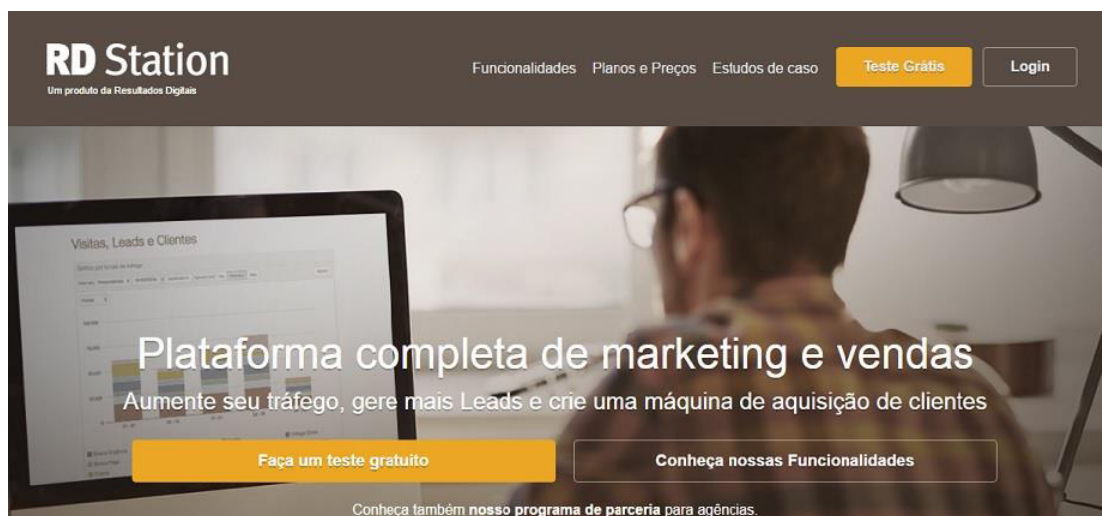 RD Station
Um produto da Resultados Digitais
Funcionalidades Planos e Preços Estudos de caso Teste Grátis Login
Visitas, Leads e Clientes
Plataforma completa de marketing e vendas
Aumente seu tráfego, gere mais Leads e crie uma máquina de aquisição de clientes
Faça um teste gratuito Conheça nossas Funcionalidades
Conheça também nosso programa de parceria para agências.